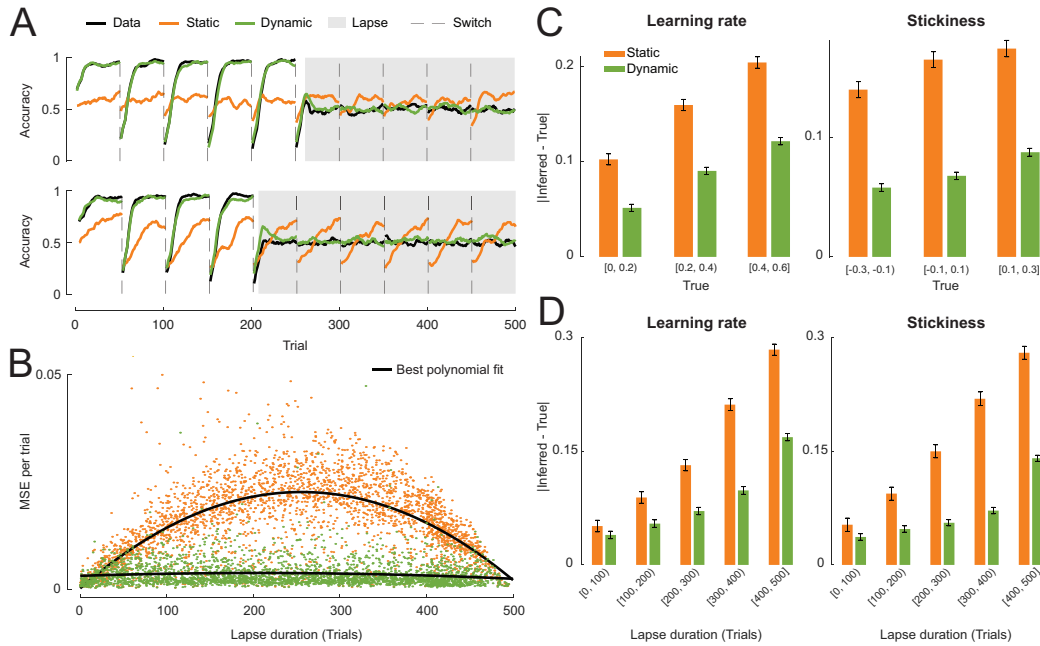 A
Data
Static
Dynamic
Lapse
Switch
Accuracy
1
0.5
0
Accuracy
1
0.5
0
0
100
200
300
400
500
Trial
B
Best polynomial fit
MSE per trial
0.05
0
0
100
200
300
400
500
Lapse duration (Trials)
C
Learning rate
Static
Dynamic
|Inferred - True|
0.2
0.1
0
[0, 0.2)
[0.2, 0.4)
[0.4, 0.6]
True
Stickiness
0.1
0
[-0.3, -0.1)
[-0.1, 0.1)
[0.1, 0.3]
True
D
Learning rate
|Inferred - True|
0.3
0.15
0
[0, 100)
[100, 200)
[200, 300)
[300, 400)
[400, 500]
Lapse duration (Trials)
Stickiness
0.3
0.15
0
[0, 100)
[100, 200)
[200, 300)
[300, 400)
[400, 500]
Lapse duration (Trials)